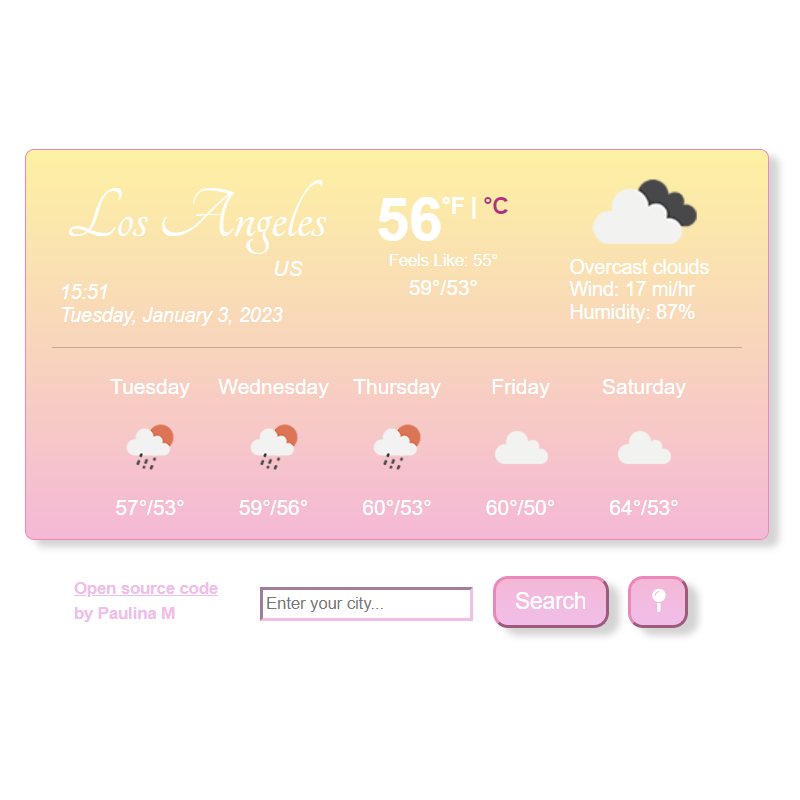 Los Angeles
US
15:51
Tuesday, January 3, 2023
56°F | °C
Feels Like: 55°
59°/53°
Overcast clouds
Wind: 17 mi/hr
Humidity: 87%
Tuesday Wednesday Thursday Friday Saturday
57°/53° 59°/56° 60°/53° 60°/50° 64°/53°
Open source code
by Paulina M
Enter your city...
Search